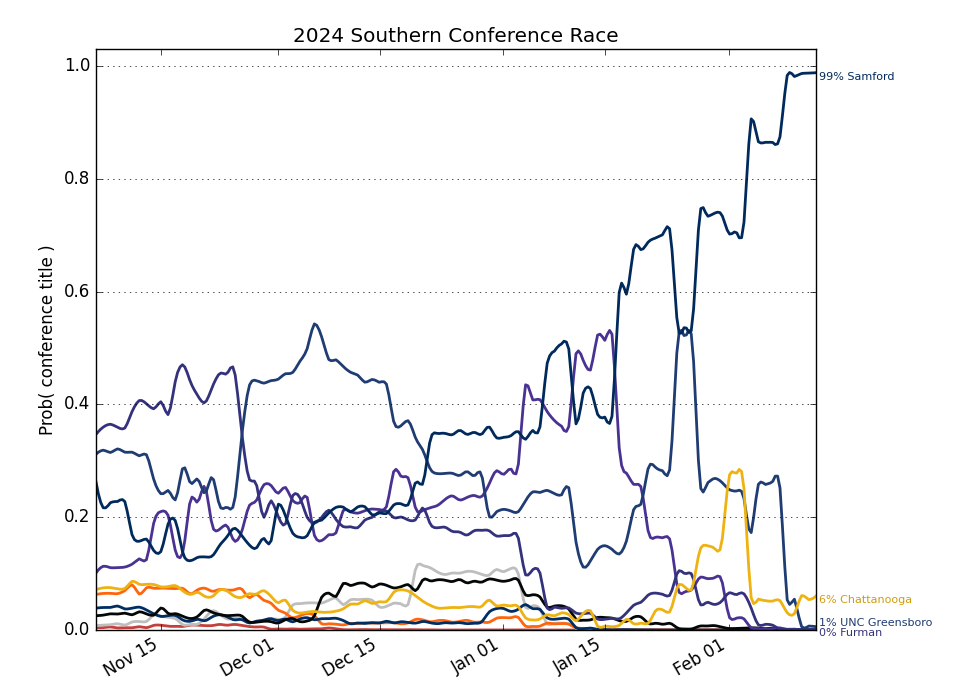 2024 Southern Conference Race
Prob( conference title )
1.0
0.8
0.6
0.4
0.2
0.0
99% Samford
6% Chattanooga
1% UNC Greensboro
0% Furman
Nov 15
Dec 01
Dec 15
Jan 01
Jan 15
Feb 01